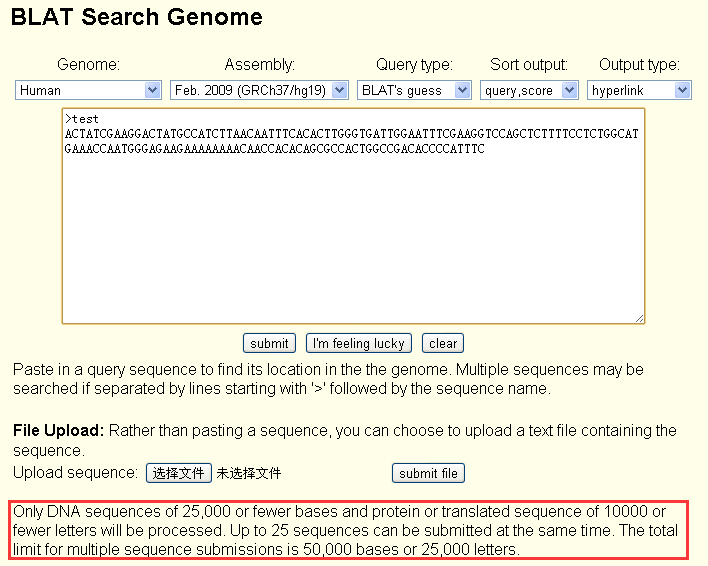 BLAT Search Genome
Genome: Assembly: Query type: Sort output: Output type:
Human Feb. 2009 (GRCh37/hg19) BLAT's guess query,score hyperlink
>test
ACTATCGAAGGACTATGCCATCTTAACAATTTCACACTTGGGTGATTGGAATTTCGAAGGTCCAGCTCTTTTCCTCTGGCAT
GAAACCAATGGGAGAAGAAAAAAAACAACCACACAGCGCCACTGGCCGACACCCCATTTC
submit I'm feeling lucky clear
Paste in a query sequence to find its location in the the genome. Multiple sequences may be
searched if separated by lines starting with '>' followed by the sequence name.
File Upload: Rather than pasting a sequence, you can choose to upload a text file containing the
sequence.
Upload sequence: 选择文件 未选择文件 submit file
Only DNA sequences of 25,000 or fewer bases and protein or translated sequence of 10000 or
fewer letters will be processed. Up to 25 sequences can be submitted at the same time. The total
limit for multiple sequence submissions is 50,000 bases or 25,000 letters.